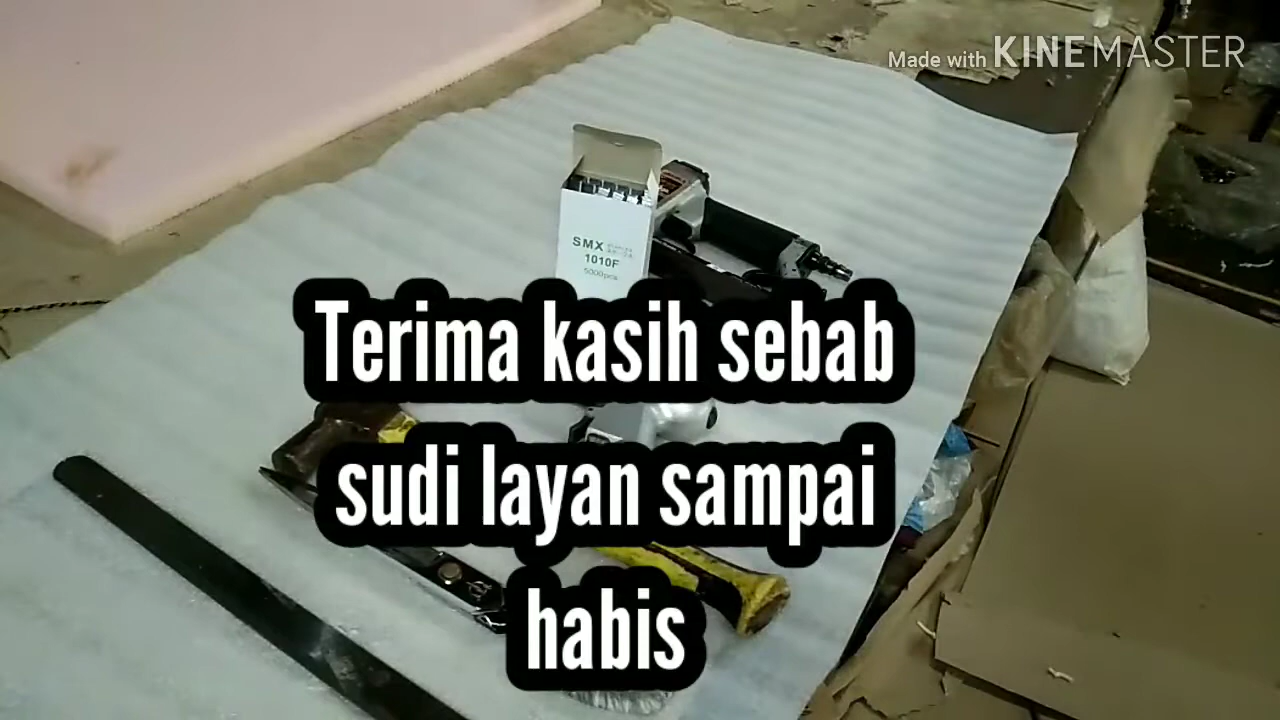 Made with KINEMASTER
SMX
1010F
5000pcs
Terima kasih sebab
sudi layan sampai
habis